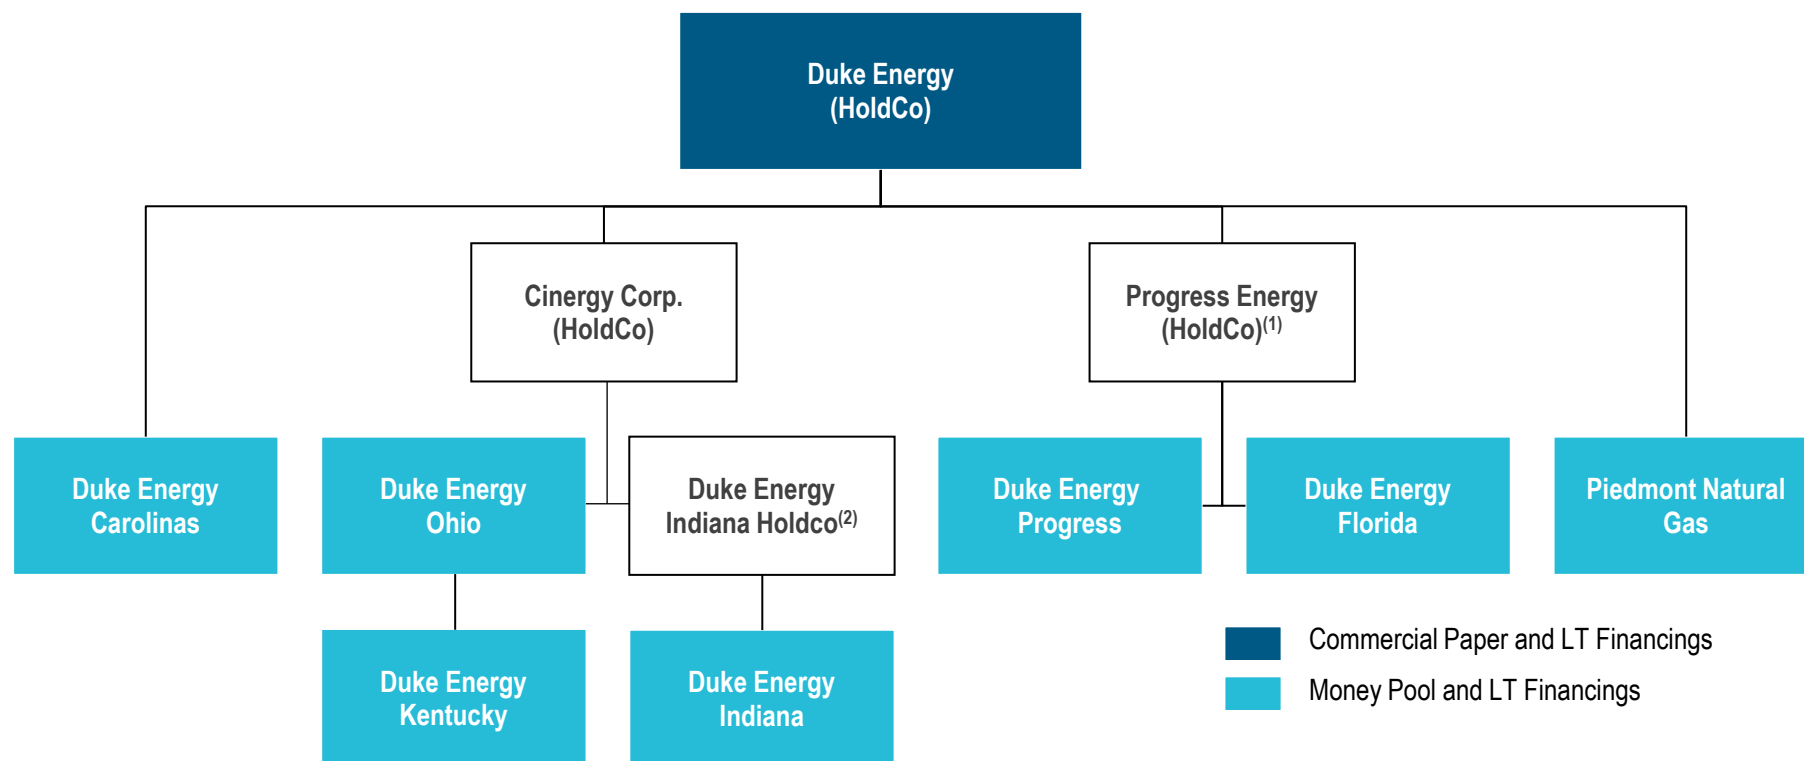 Duke Energy
(HoldCo)
Cinergy Corp.
(HoldCo)
Progress Energy
(HoldCo)(1)
Duke Energy
Carolinas
Duke Energy
Ohio
Duke Energy
Indiana Holdco(2)
Duke Energy
Progress
Duke Energy
Florida
Piedmont Natural
Gas
Duke Energy
Kentucky
Duke Energy
Indiana
Commercial Paper and LT Financings
Money Pool and LT Financings